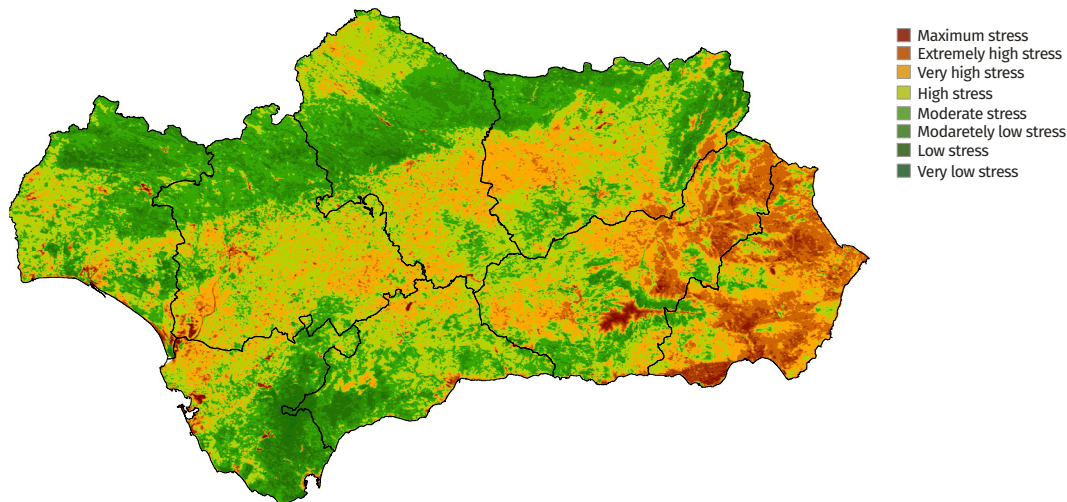 Maximum stress
Extremely high stress
Very high stress
High stress
Moderate stress
Modaretely low stress
Low stress
Very low stress